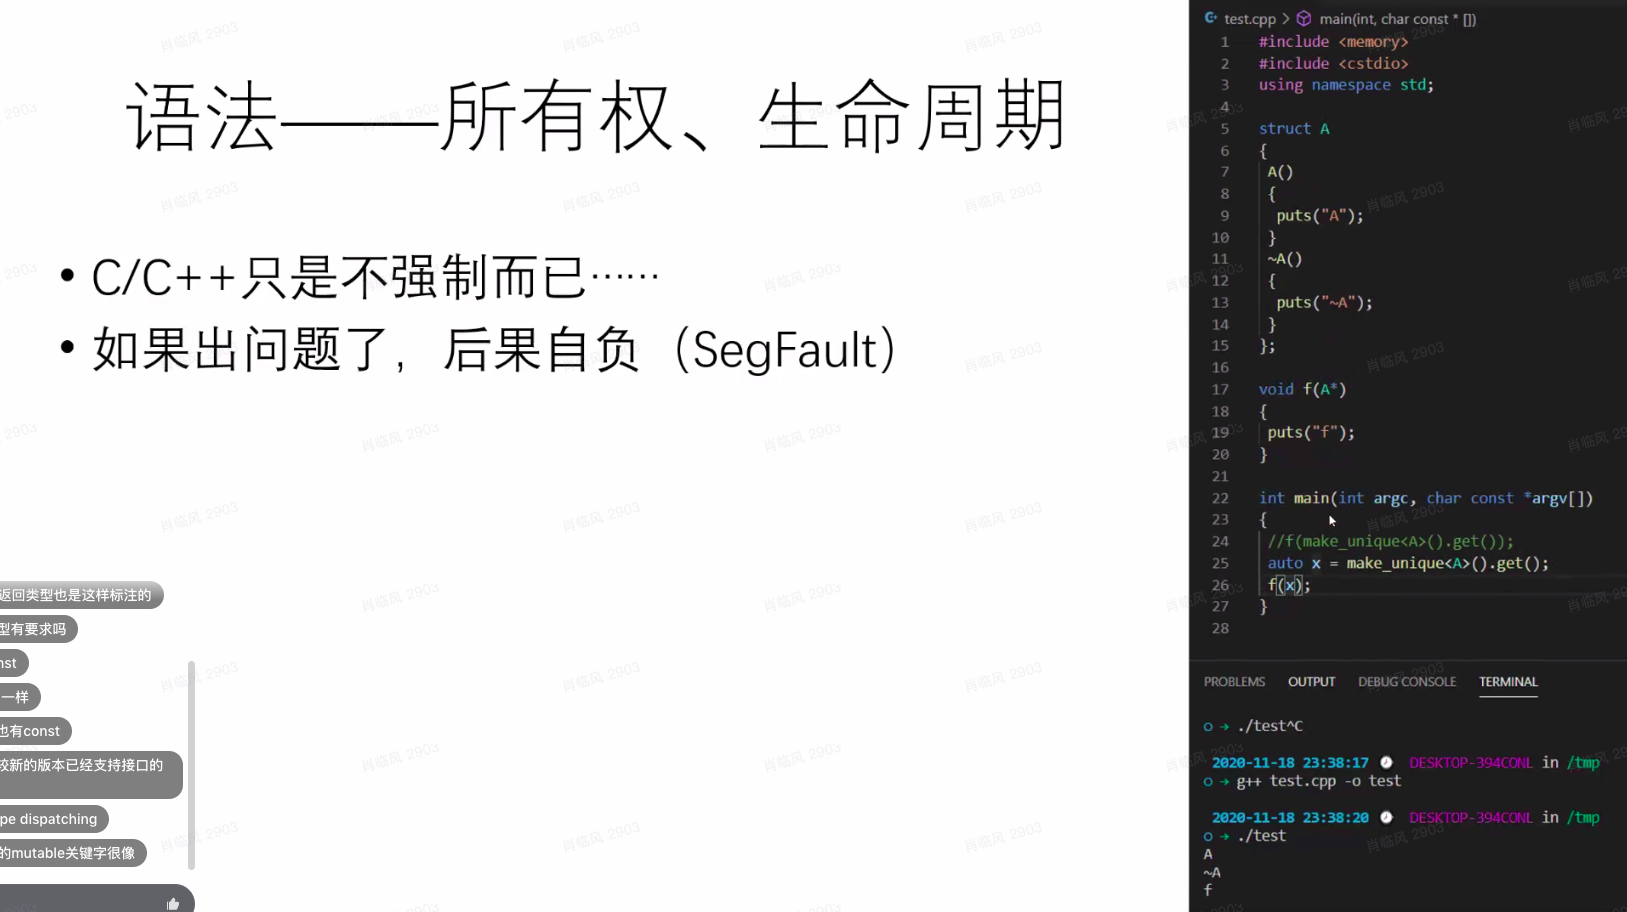 语法——所有权、生命周期
• C/C++只是不强制而已……
• 如果出问题了，后果自负（SegFault）
返回类型也是这样标注的
型有要求吗
nst
一样
也有const
较新的版本已经支持接口的
pe dispatching
的mutable关键字很像
test.cpp > main(int, char const * [])
1 #include <memory>
2 #include <cstdio>
3 using namespace std;
4
5 struct A
6 {
7 A()
8 {
9 puts("A");
10 }
11 ~A()
12 {
13 puts("~A");
14 }
15 };
16
17 void f(A*)
18 {
19 puts("f");
20 }
21
22 int main(int argc, char const *argv[])
23 {
24 //f(make_unique<A>().get());
25 auto x = make_unique<A>().get();
26 f(x);
27 }
28
PROBLEMS OUTPUT DEBUG CONSOLE TERMINAL
./test^C
2020-11-18 23:38:17 DESKTOP-394CONL in /tmp
g++ test.cpp -o test
2020-11-18 23:38:20 DESKTOP-394CONL in /tmp
./test
A
~A
f
肖临风 2903